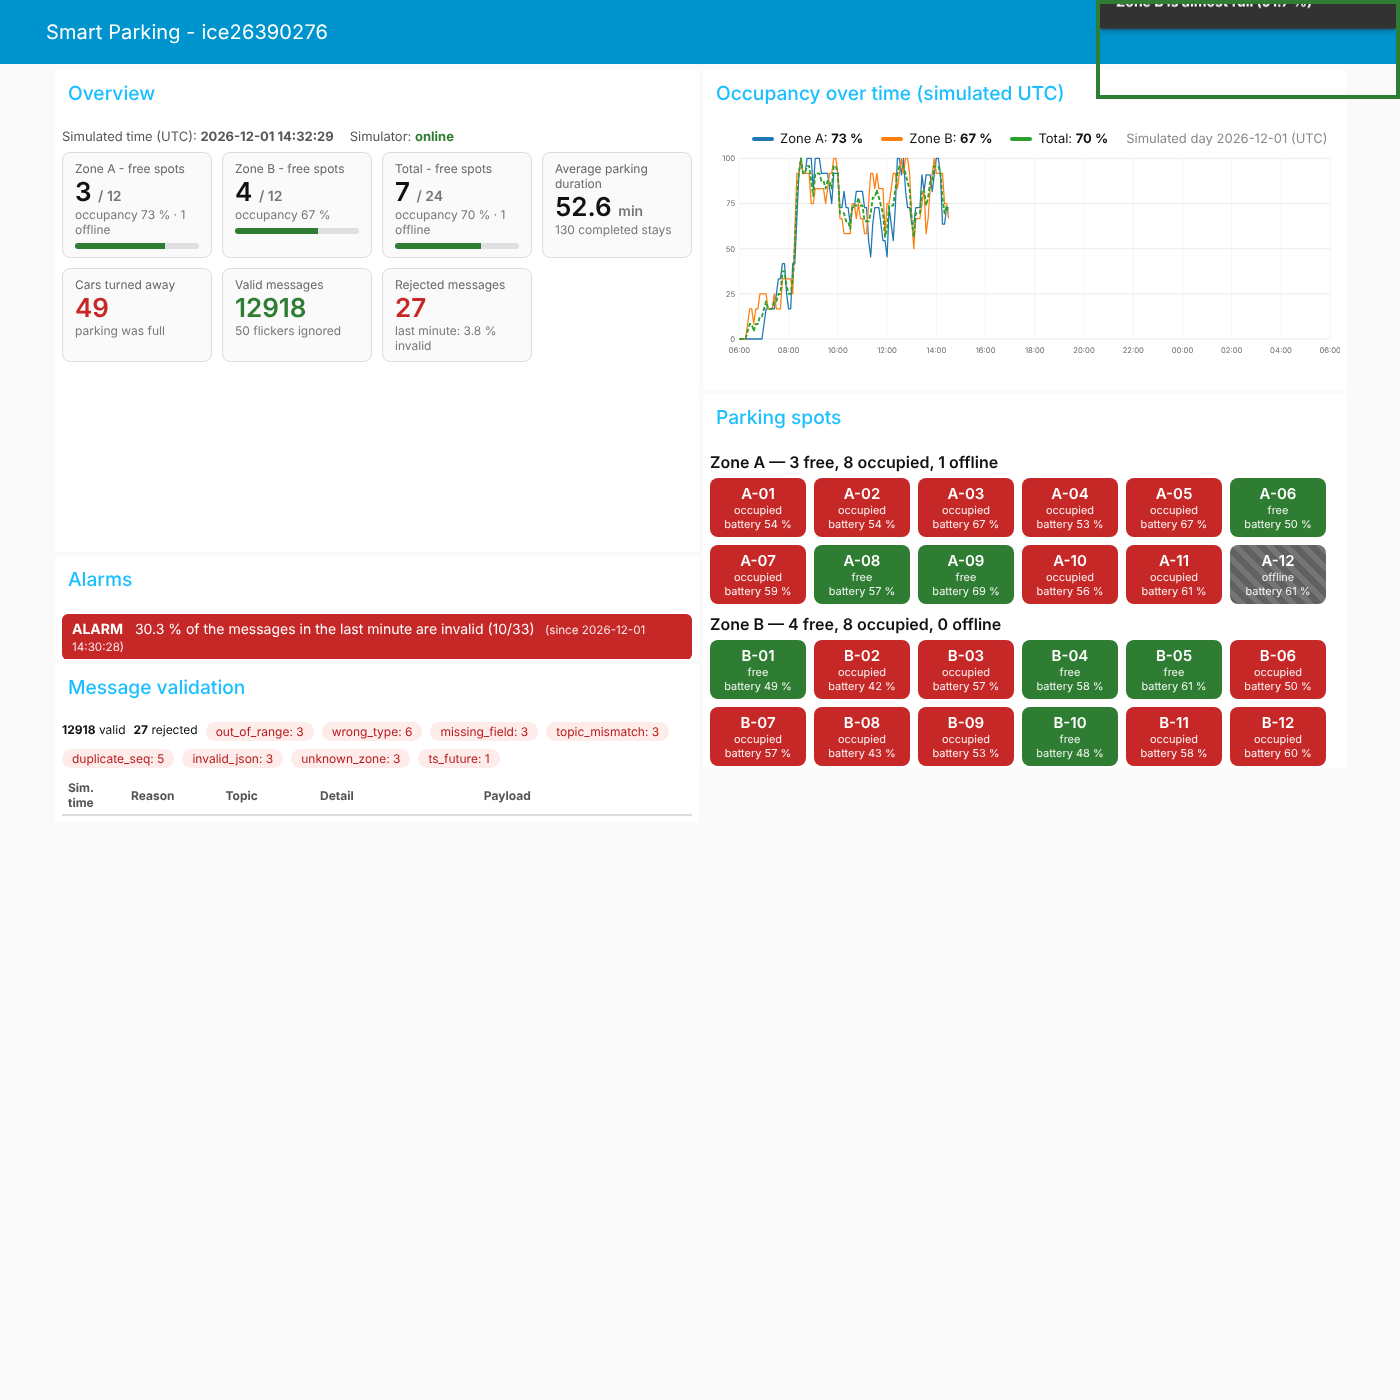 Smart Parking - ice26390276
Overview
Simulated time (UTC): 2026-12-01 14:32:29 Simulator: online
Zone A - free spots
3 / 12
occupancy 73 % · 1
offline
Zone B - free spots
4 / 12
occupancy 67 %
Total - free spots
7 / 24
occupancy 70 % · 1
offline
Average parking
duration
52.6 min
130 completed stays
Cars turned away
49
parking was full
Valid messages
12918
50 flickers ignored
Rejected messages
27
last minute: 3.8 %
invalid
Alarms
ALARM 30.3 % of the messages in the last minute are invalid (10/33) (since 2026-12-01
14:30:28)
Message validation
12918 valid 27 rejected out_of_range: 3 wrong_type: 6 missing_field: 3 topic_mismatch: 3
duplicate_seq: 5 invalid_json: 3 unknown_zone: 3 ts_future: 1
Sim.
time
Reason Topic Detail Payload
Occupancy over time (simulated UTC)
Zone A: 73 % Zone B: 67 % Total: 70 % Simulated day 2026-12-01 (UTC)
100
75
50
25
0
06:00 08:00 10:00 12:00 14:00 16:00 18:00 20:00 22:00 00:00 02:00 04:00 06:00
Parking spots
Zone A — 3 free, 8 occupied, 1 offline
A-01 A-02 A-03 A-04 A-05 A-06
occupied occupied occupied occupied occupied free
battery 54 % battery 54 % battery 67 % battery 53 % battery 67 % battery 50 %
A-07 A-08 A-09 A-10 A-11 A-12
occupied free free occupied occupied offline
battery 59 % battery 57 % battery 69 % battery 56 % battery 61 % battery 61 %
Zone B — 4 free, 8 occupied, 0 offline
B-01 B-02 B-03 B-04 B-05 B-06
free occupied occupied free free occupied
battery 49 % battery 42 % battery 57 % battery 58 % battery 61 % battery 50 %
B-07 B-08 B-09 B-10 B-11 B-12
occupied occupied occupied free occupied occupied
battery 57 % battery 43 % battery 53 % battery 48 % battery 58 % battery 60 %